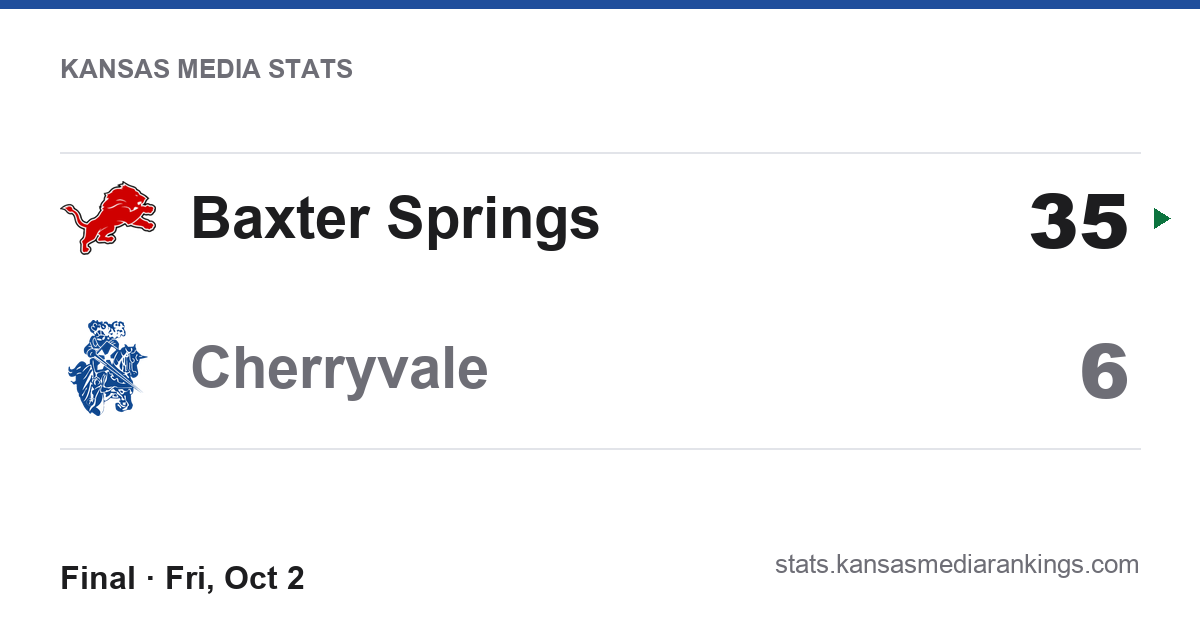 KANSAS MEDIA STATS
Baxter Springs 35
Cherryvale 6
Final · Fri, Oct 2
stats.kansasmediarankings.com